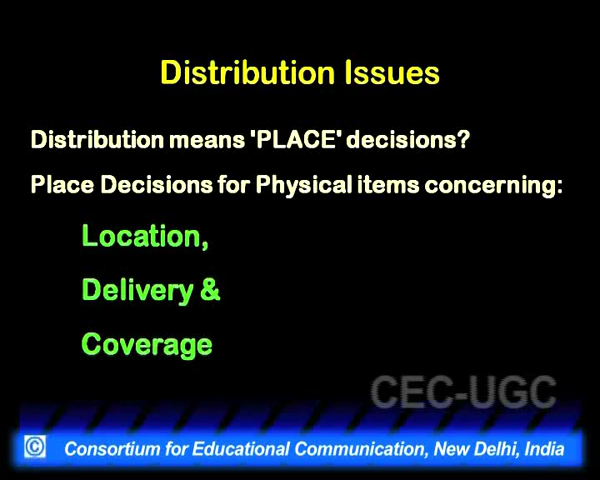 Distribution Issues
Distribution means 'PLACE' decisions?
Place Decisions for Physical items concerning:
Location,
Delivery &
Coverage
CEC-UGC
© Consortium for Educational Communication, New Delhi, India